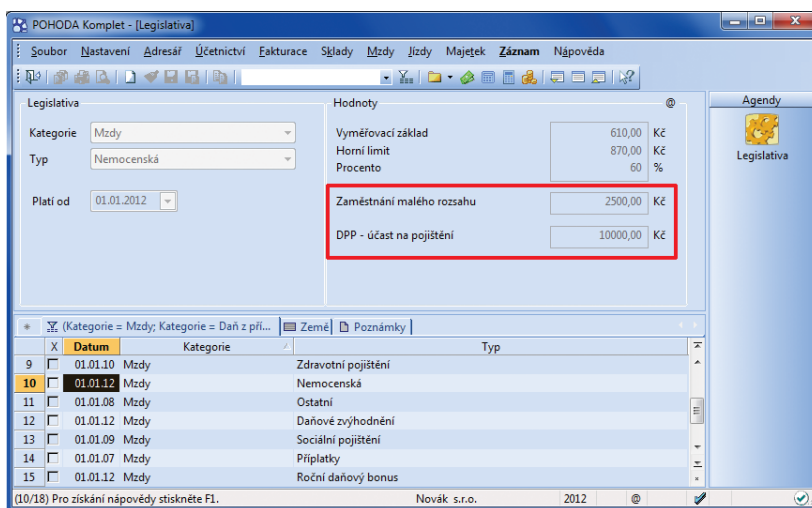 POHODA Komplet - [Legislativa]
Soubor Nastavení Adresář Účetnictví Fakturace Sklady Mzdy Jízdy Majetek Záznam Nápověda
Legislativa
Kategorie Mzdy
Typ Nemocenská
Platí od 01.01.2012
Hodnoty @
Vyměřovací základ 610,00 Kč
Horní limit 870,00 Kč
Procento 60 %
Zaměstnání malého rozsahu 2500,00 Kč
DPP - účast na pojištění 10000,00 Kč
Agendy
Legislativa
(Kategorie = Mzdy; Kategorie = Daň z pří... Země Poznámky
X Datum Kategorie Typ
9 01.01.10 Mzdy Zdravotní pojištění
10 01.01.12 Mzdy Nemocenská
11 01.01.08 Mzdy Ostatní
12 01.01.12 Mzdy Daňové zvýhodnění
13 01.01.09 Mzdy Sociální pojištění
14 01.01.07 Mzdy Příplatky
15 01.01.12 Mzdy Roční daňový bonus
(10/18) Pro získání nápovědy stiskněte F1. Novák s.r.o. 2012 @